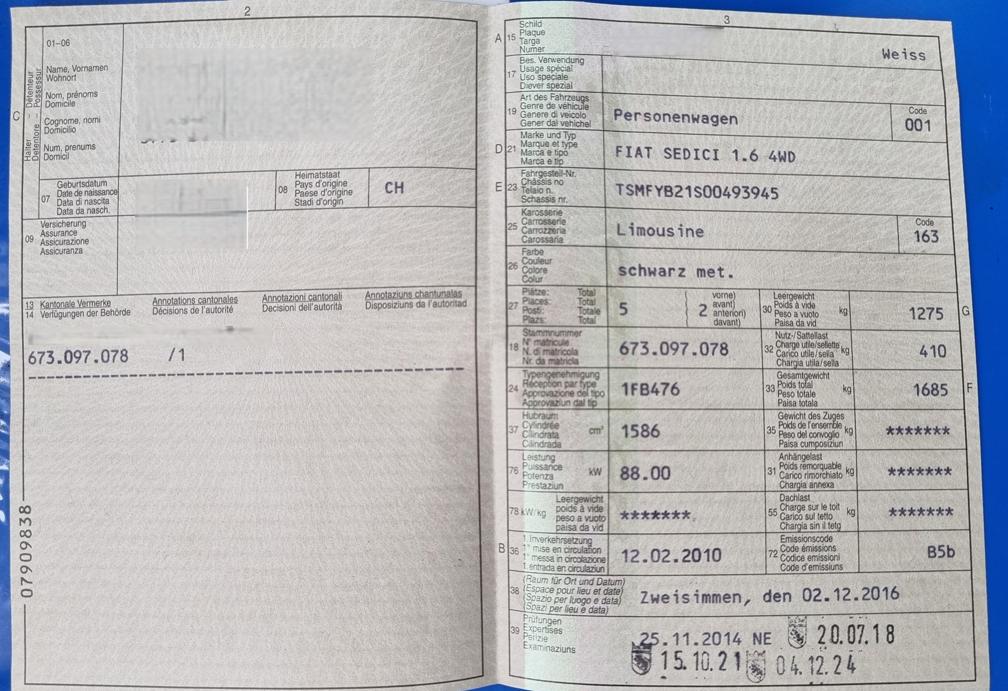 2
01-06
Name, Vornamen
Wohnort
Nom, prénoms
Domicile
Cognome, nomi
Domicilio
Num, prenums
Domicil
C
Halter - Détenteur
Detentore - Possessur
07
Geburtsdatum
Date de naissance
Data di nascita
Data da nasch.
08
Heimatstaat
Pays d'origine
Paese d'origine
Stadi d'origin
CH
09
Versicherung
Assurance
Assicurazione
Assicuranza
13 Kantonale Vermerke
14 Verfügungen der Behörde
Annotations cantonales
Décisions de l'autorité
Annotazioni cantonali
Decisioni dell'autorità
Annotaziuns chantunalas
Disposiziuns da l'autoritad
673.097.078 /1
07909838
3
A 15
Schild
Plaque
Targa
Numer
Weiss
17
Bes. Verwendung
Usage spécial
Uso speciale
Diever spezial
19
Art des Fahrzeugs
Genre de véhicule
Genere di veicolo
Gener dal vehichel
Personenwagen
Code
001
D 21
Marke und Typ
Marque et type
Marca e tipo
Marca e tip
FIAT SEDICI 1.6 4WD
E 23
Fahrgestell-Nr.
Châssis no
Telaio n.
Schassis nr.
TSMFYB21S00493945
25
Karosserie
Carrosserie
Carrozzeria
Carossaria
Limousine
Code
163
26
Farbe
Couleur
Colore
Colur
schwarz met.
27
Plätze: Total
Places: Total
Posti: Totale
Plazs: Total
5
2
vorne)
avant)
anteriori)
davant)
30
Leergewicht
Poids à vide
Peso a vuoto
Paisa da vid
kg
1275
G
18
Stammnummer
N° matricule
N. di matricola
Nr. da matricla
673.097.078
32
Nutz-/Sattellast
Charge utile/sellette
Carico utile/sella
Chargia utila/sella
kg
410
24
Typengenehmigung
Réception par type
Approvazione del tipo
Approvaziun dal tip
1FB476
33
Gesamtgewicht
Poids total
Peso totale
Paisa totala
kg
1685
F
37
Hubraum
Cylindrée
Cilindrata
Cilindrada
cm³
1586
35
Gewicht des Zuges
Poids de l'ensemble
Peso del convoglio
Paisa cumposiziun
kg
*******
76
Leistung
Puissance
Potenza
Prestaziun
kW
88.00
31
Anhängelast
Poids remorquable
Carico rimorchiato
Chargia annexa
kg
*******
78 kW/kg
Leergewicht
poids à vide
peso a vuoto
paisa da vid
*******
55
Dachlast
Charge sur le toit
Carico sul tetto
Chargia sin il tetg
kg
*******
B 36
1. Inverkehrsetzung
1re mise en circulation
1a messa in circolazione
1. entrada en circulaziun
12.02.2010
72
Emissionscode
Code émissions
Codice emissioni
Code d'emissiuns
B5b
38
(Raum für Ort und Datum)
(Espace pour lieu et date)
(Spazio per luogo e data)
(Spazi per lieu e data)
Zweisimmen, den 02.12.2016
39
Prüfungen
Expertises
Perizie
Examinaziuns
25.11.2014 NE 20.07.18
15.10.21 04.12.24